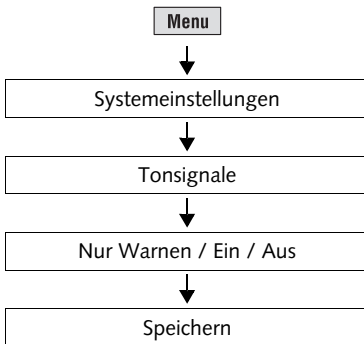 Menu
Systemeinstellungen
Tonsignale
Nur Warnen / Ein / Aus
Speichern